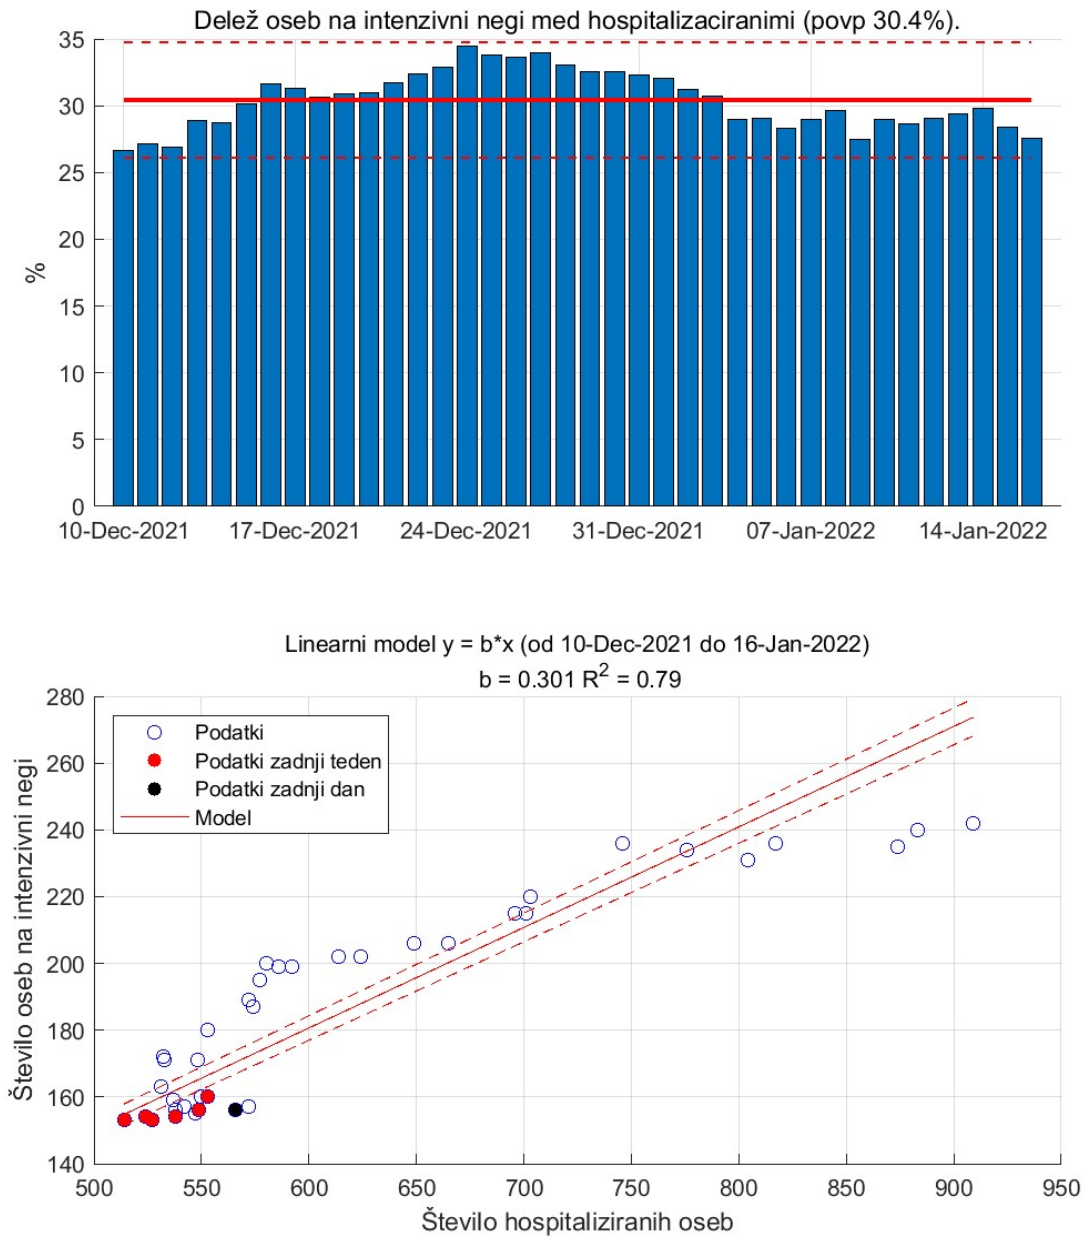 Delež oseb na intenzivni negi med hospitalizaciranimi (povp 30.4%).
35
30
25
20
15
10
5
0
%
10-Dec-2021 17-Dec-2021 24-Dec-2021 31-Dec-2021 07-Jan-2022 14-Jan-2022
Linearni model y = b*x (od 10-Dec-2021 do 16-Jan-2022)
b = 0.301 R² = 0.79
280
260
240
220
200
180
160
140
Število oseb na intenzivni negi
Podatki
Podatki zadnji teden
Podatki zadnji dan
Model
500 550 600 650 700 750 800 850 900 950
Število hospitaliziranih oseb